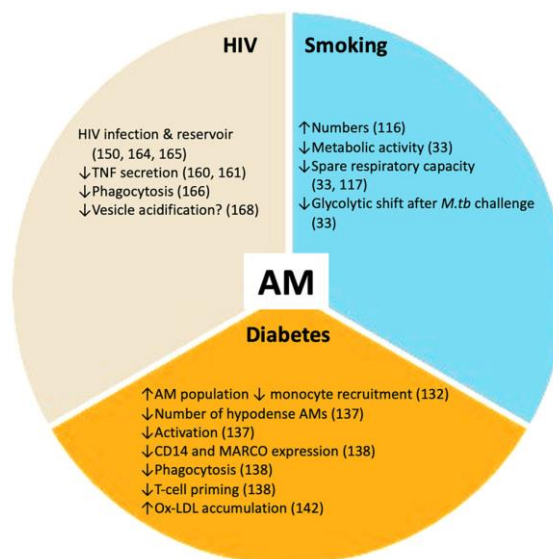 HIV
HIV infection & reservoir
(150, 164, 165)
↓TNF secretion (160, 161)
↓Phagocytosis (166)
↓Vesicle acidification? (168)
Smoking
↑Numbers (116)
↓Metabolic activity (33)
↓Spare respiratory capacity
(33, 117)
↓Glycolytic shift after M.tb challenge
(33)
AM
Diabetes
↑AM population ↓ monocyte recruitment (132)
↓Number of hypodense AMs (137)
↓Activation (137)
↓CD14 and MARCO expression (138)
↓Phagocytosis (138)
↓T-cell priming (138)
↑Ox-LDL accumulation (142)